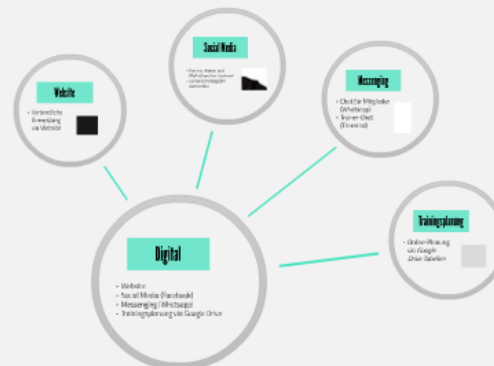 Website
• Verbindliche
Anmeldung
via Website
Social Media
Messenging
• Chat für Mitglieder
(WhatsApp)
• Trainer-Chat
(Threema)
Trainingsplanung
• Online-Planung
via Google
Drive Tabellen
Digital
• Website
• Social Media (Facebook)
• Messenging (Whatsapp)
• Trainingsplanung via Google Drive